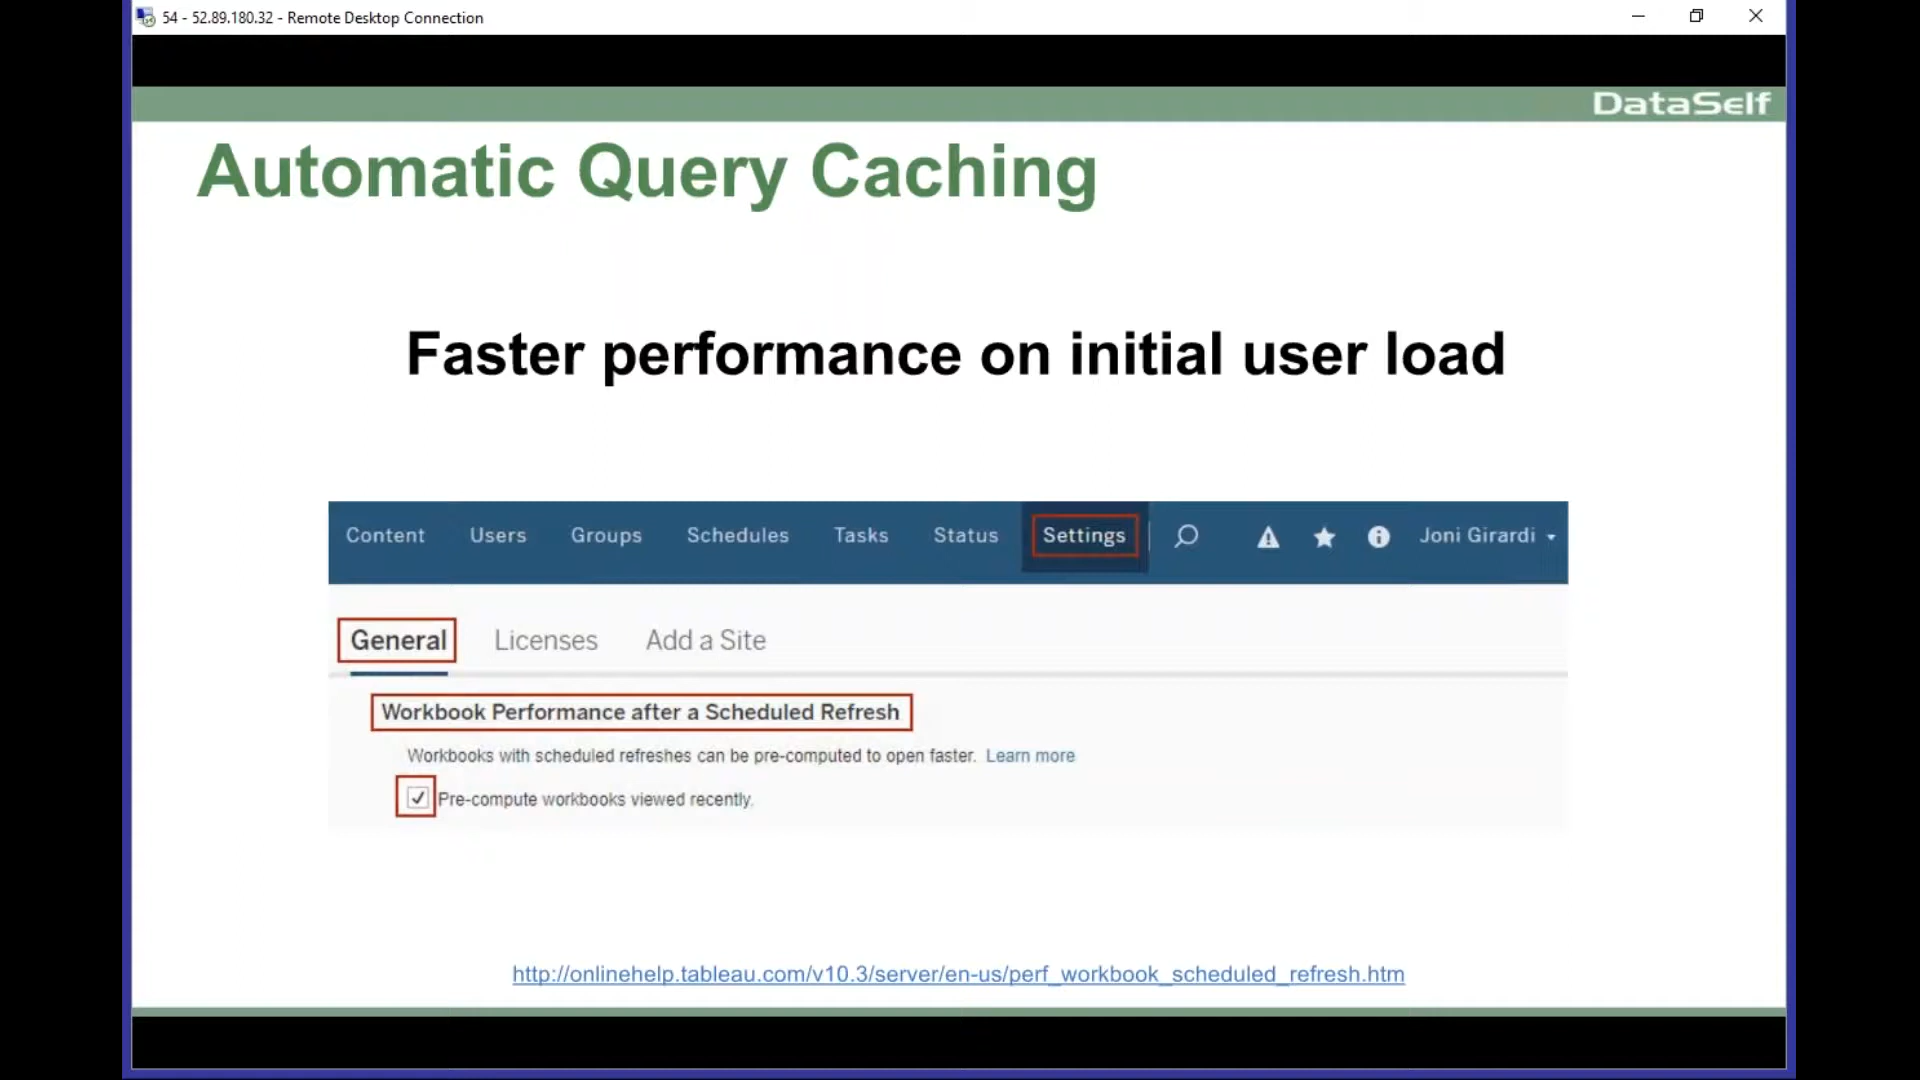 54 - 52.89.180.32 - Remote Desktop Connection
DataSelf
Automatic Query Caching
Faster performance on initial user load
Content Users Groups Schedules Tasks Status Settings Joni Girardi
General Licenses Add a Site
Workbook Performance after a Scheduled Refresh
Workbooks with scheduled refreshes can be pre-computed to open faster. Learn more
Pre-compute workbooks viewed recently.
http://onlinehelp.tableau.com/v10.3/server/en-us/perf_workbook_scheduled_refresh.htm